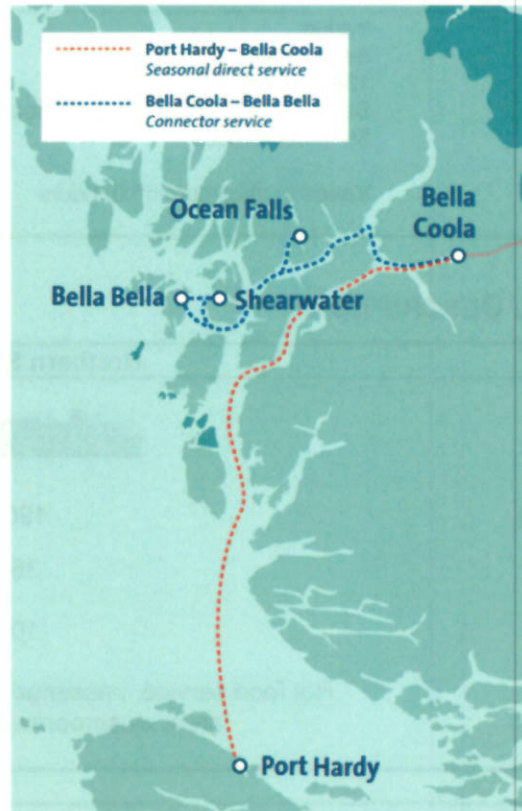 Port Hardy – Bella Coola
Seasonal direct service
Bella Coola – Bella Bella
Connector service
Ocean Falls
Bella
Coola
Bella Bella
Shearwater
Port Hardy